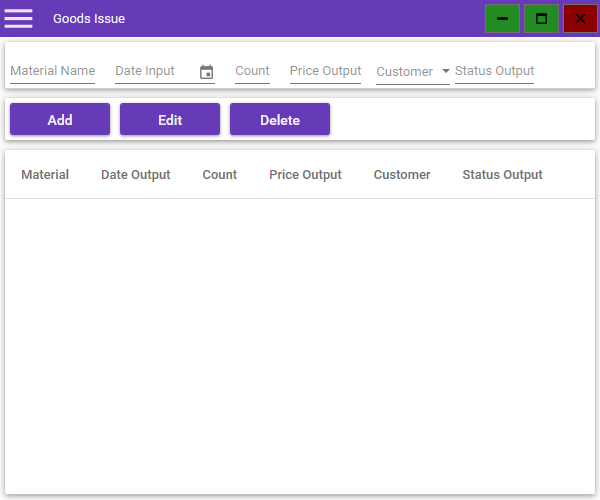 Goods Issue
Material Name Date Input Count Price Output Customer Status Output
Add Edit Delete
Material Date Output Count Price Output Customer Status Output